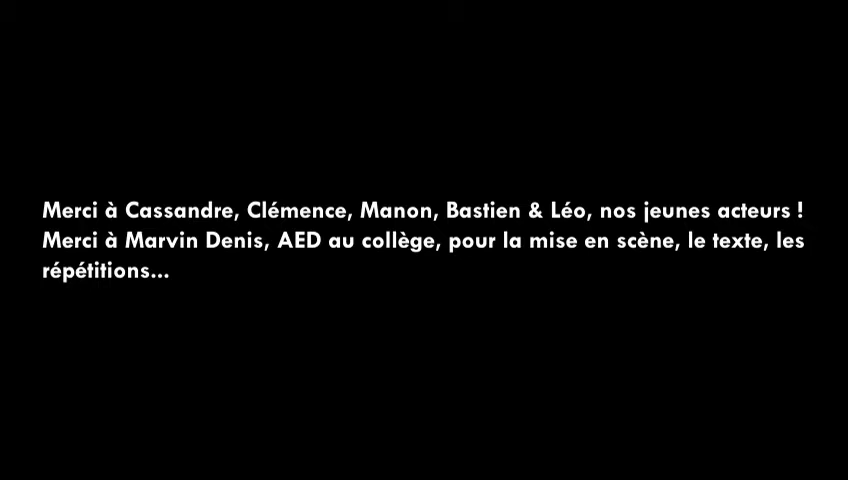 Merci à Cassandre, Clémence, Manon, Bastien & Léo, nos jeunes acteurs !
Merci à Marvin Denis, AED au collège, pour la mise en scène, le texte, les
répétitions...